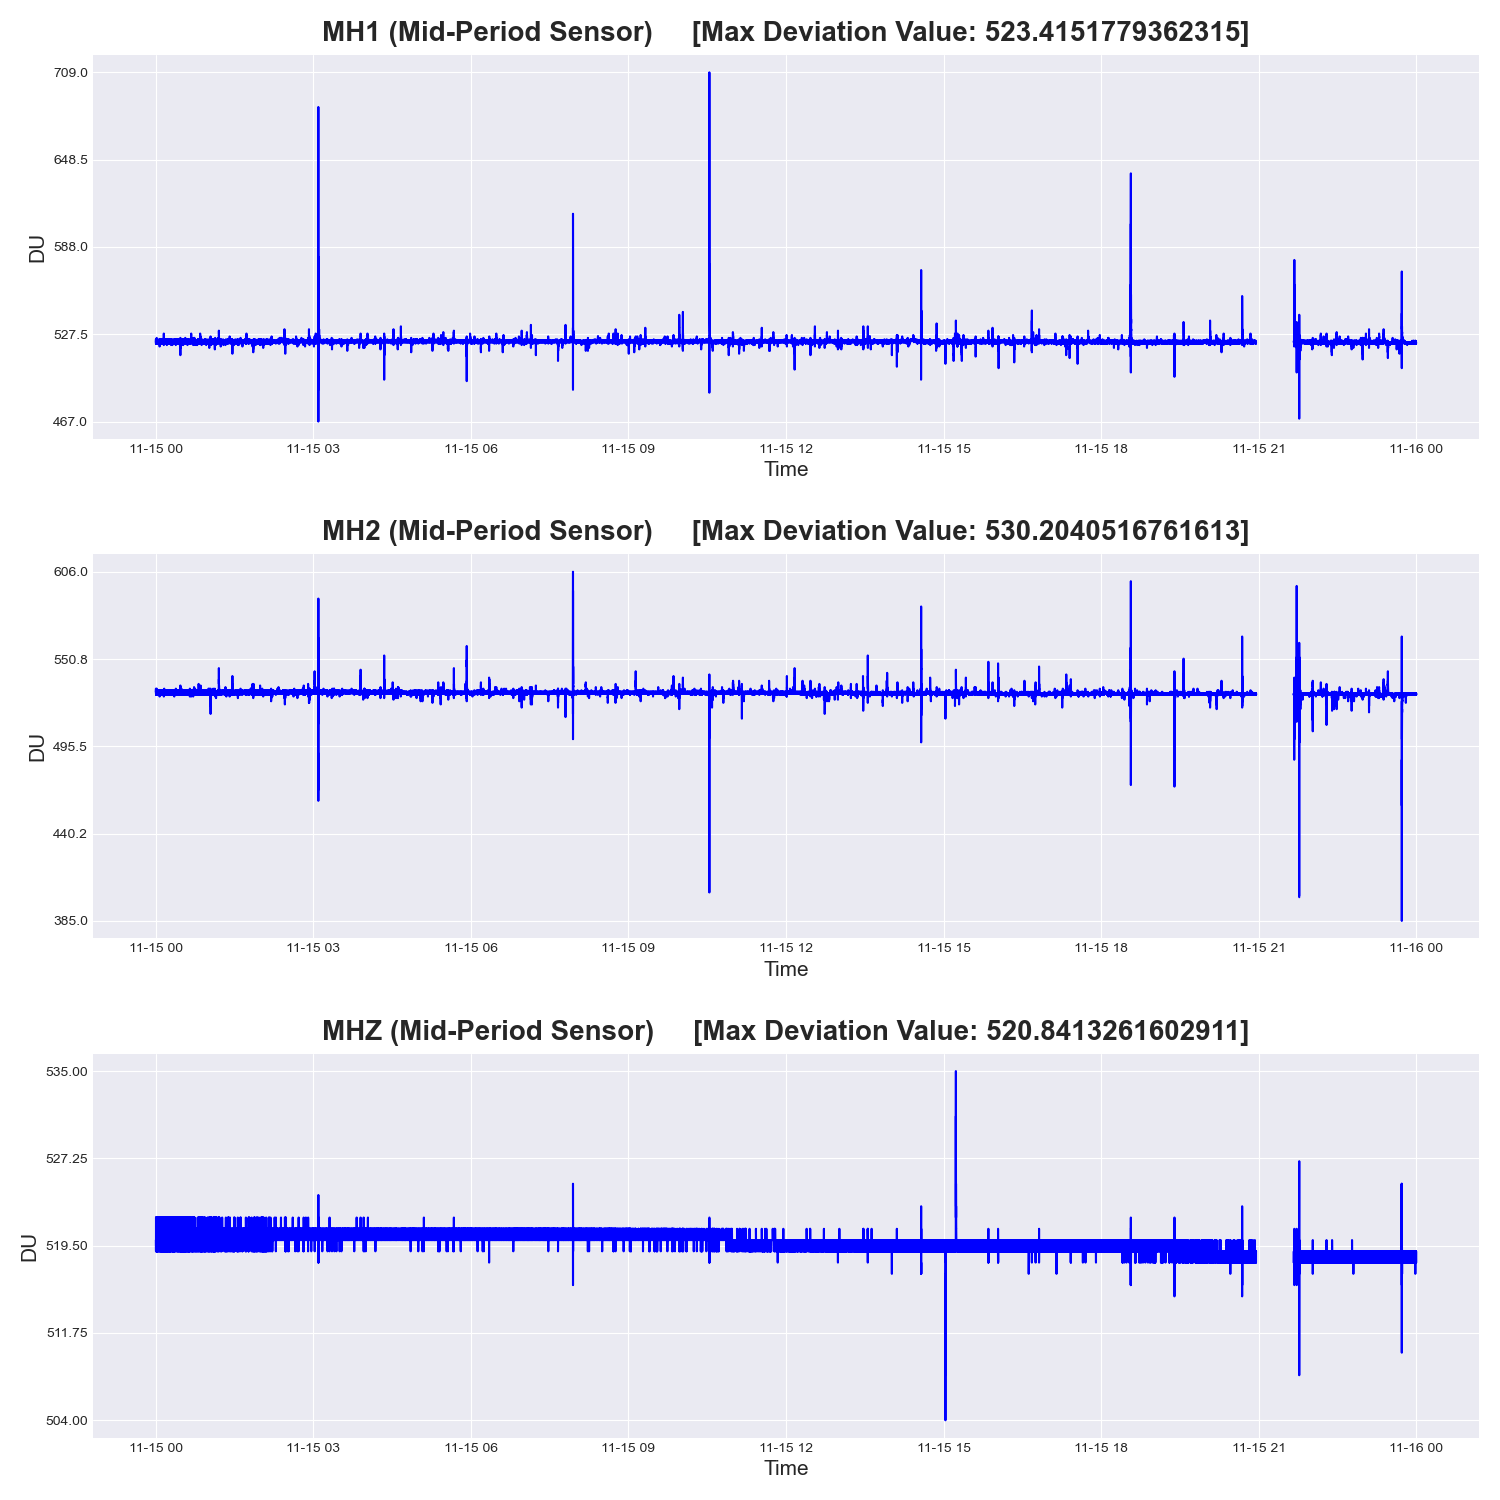 MH1 (Mid-Period Sensor) [Max Deviation Value: 523.4151779362315]
709.0
648.5
588.0
527.5
467.0
DU
11-15 00 11-15 03 11-15 06 11-15 09 11-15 12 11-15 15 11-15 18 11-15 21 11-16 00
Time
MH2 (Mid-Period Sensor) [Max Deviation Value: 530.2040516761613]
606.0
550.8
495.5
440.2
385.0
DU
11-15 00 11-15 03 11-15 06 11-15 09 11-15 12 11-15 15 11-15 18 11-15 21 11-16 00
Time
MHZ (Mid-Period Sensor) [Max Deviation Value: 520.8413261602911]
535.00
527.25
519.50
511.75
504.00
DU
11-15 00 11-15 03 11-15 06 11-15 09 11-15 12 11-15 15 11-15 18 11-15 21 11-16 00
Time